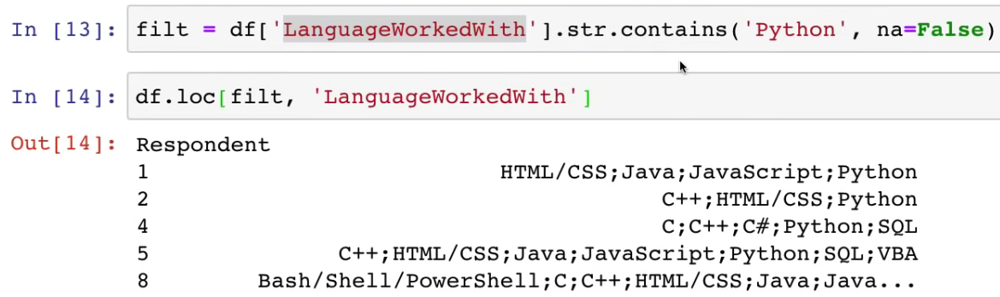 In [13]: filt = df['LanguageWorkedWith'].str.contains('Python', na=False)
In [14]: df.loc[filt, 'LanguageWorkedWith']
Out[14]: Respondent
1 HTML/CSS;Java;JavaScript;Python
2 C++;HTML/CSS;Python
4 C;C++;C#;Python;SQL
5 C++;HTML/CSS;Java;JavaScript;Python;SQL;VBA
8 Bash/Shell/PowerShell;C;C++;HTML/CSS;Java;Java...